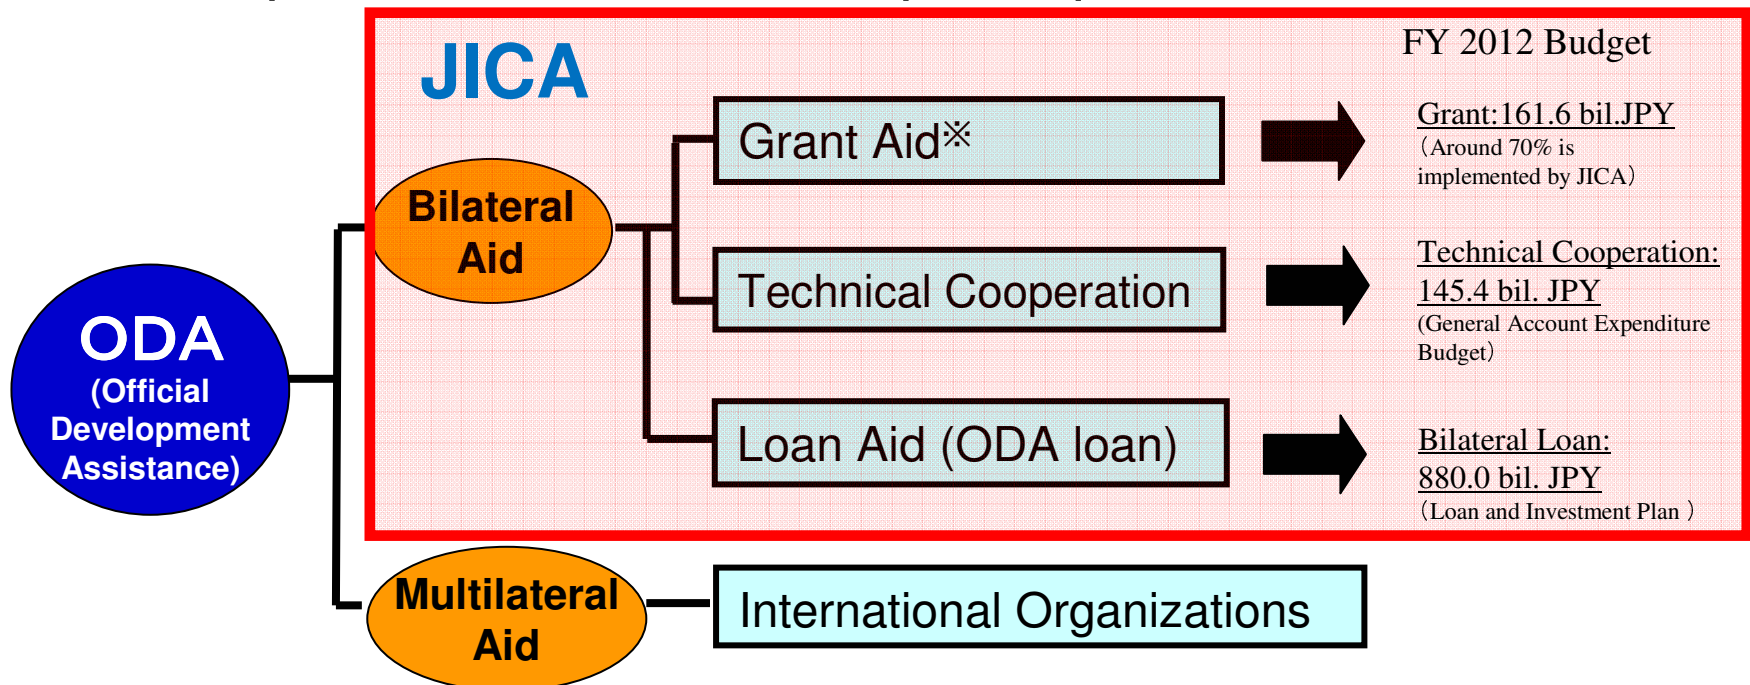 JICA
FY 2012 Budget
Grant Aid※
Grant:161.6 bil.JPY
(Around 70% is
implemented by JICA)
Bilateral
Aid
Technical Cooperation
Technical Cooperation:
145.4 bil. JPY
(General Account Expenditure
Budget)
ODA
(Official
Development
Assistance)
Loan Aid (ODA loan)
Bilateral Loan:
880.0 bil. JPY
(Loan and Investment Plan )
Multilateral
Aid
International Organizations